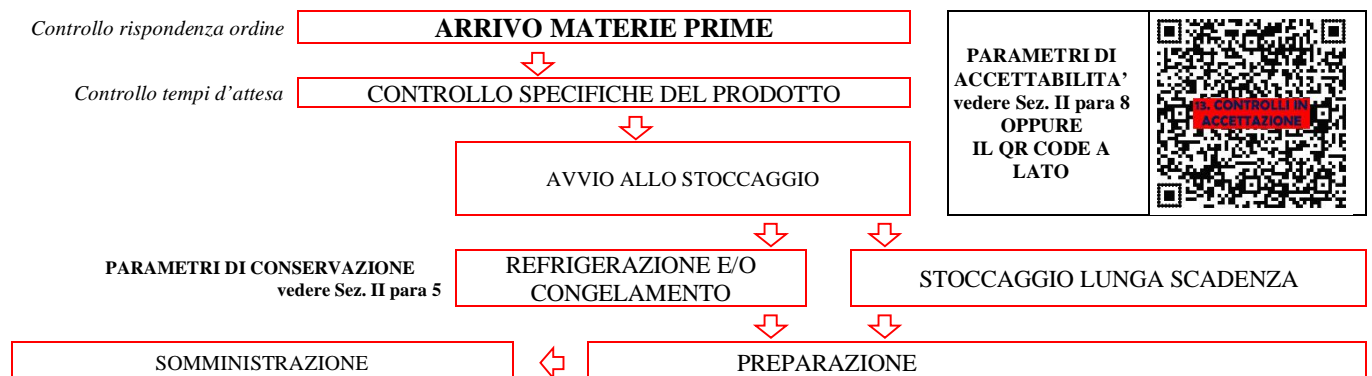 Controllo rispondenza ordine
ARRIVO MATERIE PRIME
PARAMETRI DI
ACCETTABILITA’
vedere Sez. II para 8
OPPURE
IL QR CODE A
LATO
13. CONTROLLI IN
ACCETTAZIONE
Controllo tempi d'attesa
CONTROLLO SPECIFICHE DEL PRODOTTO
AVVIO ALLO STOCCAGGIO
PARAMETRI DI CONSERVAZIONE
vedere Sez. II para 5
REFRIGERAZIONE E/O
CONGELAMENTO
STOCCAGGIO LUNGA SCADENZA
SOMMINISTRAZIONE
PREPARAZIONE